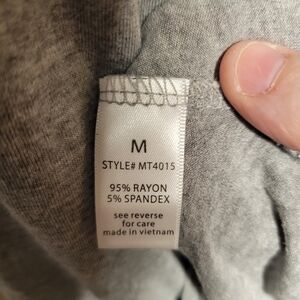 M
STYLE# MT4015
95% RAYON
5% SPANDEX
see reverse
for care
made in vietnam